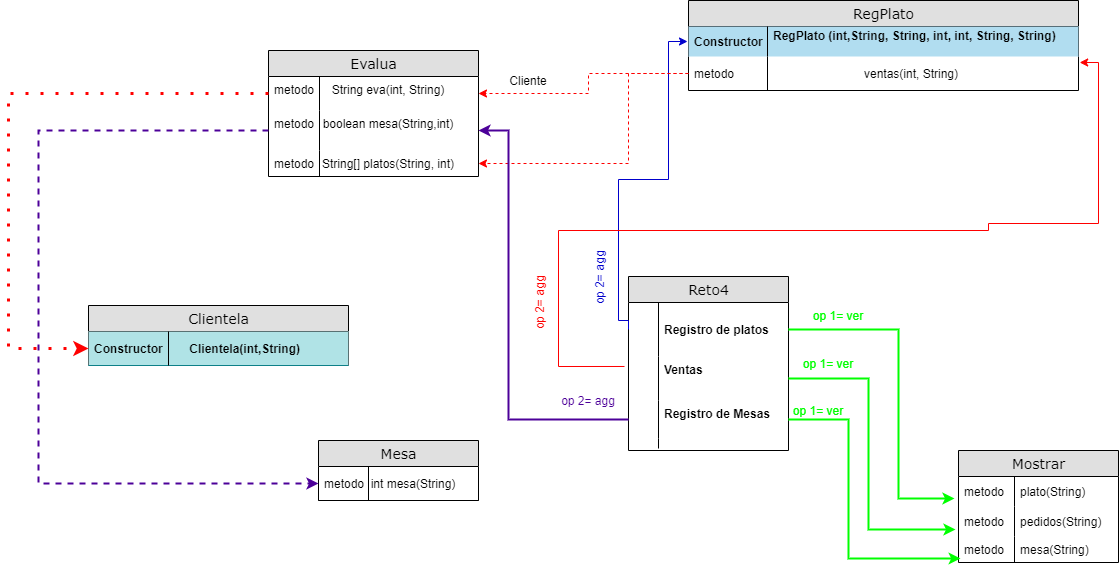 RegPlato
Constructor RegPlato (int,String, String, int, int, String, String)
metodo ventas(int, String)
Evalua
metodo String eva(int, String)
metodo boolean mesa(String,int)
metodo String[] platos(String, int)
Cliente
op 2= agg
op 2= agg
Reto4
Registro de platos
Ventas
Registro de Mesas
op 1= ver
op 1= ver
op 1= ver
op 2= agg
Clientela
Constructor Clientela(int,String)
Mesa
metodo int mesa(String)
Mostrar
metodo plato(String)
metodo pedidos(String)
metodo mesa(String)